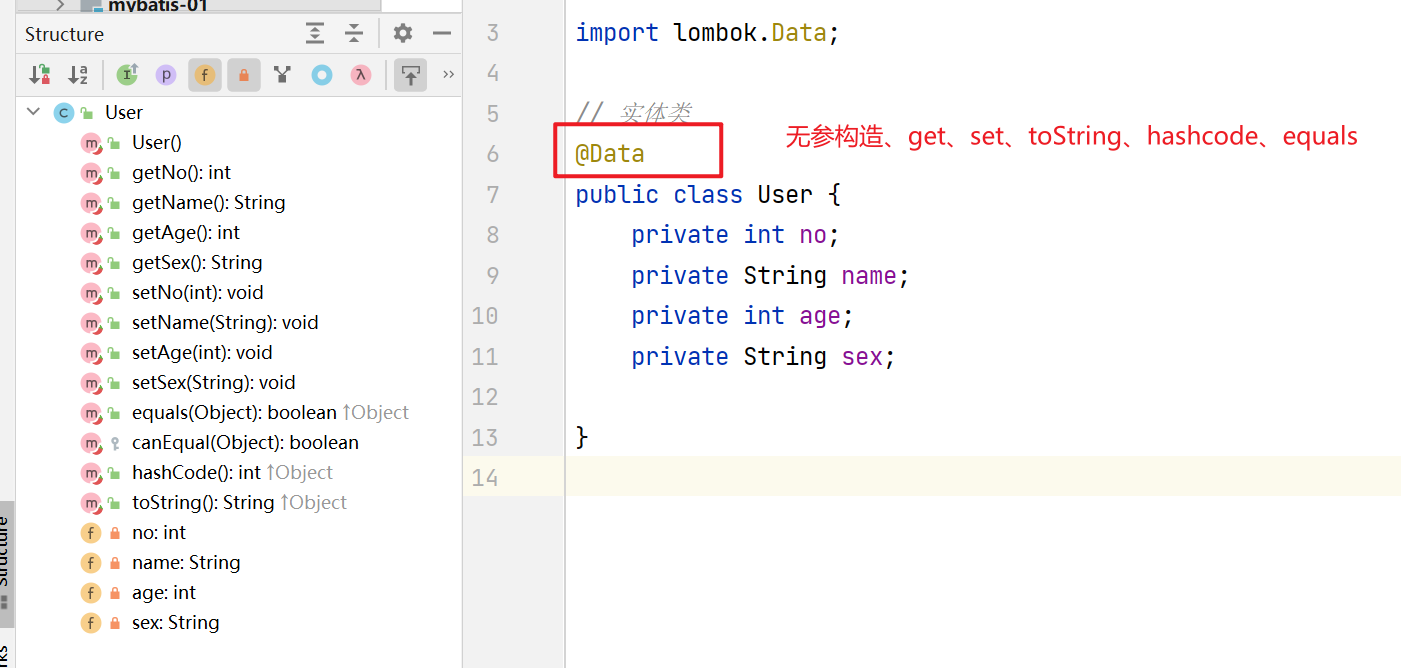 mybatis-01
Structure
User
User()
getNo(): int
getName(): String
getAge(): int
getSex(): String
setNo(int): void
setName(String): void
setAge(int): void
setSex(String): void
equals(Object): boolean ↑Object
canEqual(Object): boolean
hashCode(): int ↑Object
toString(): String ↑Object
no: int
name: String
age: int
sex: String
Structure
3 import lombok.Data;
4
5 // 实体类
6 @Data
无参构造、get、set、toString、hashcode、equals
7 public class User {
8 private int no;
9 private String name;
10 private int age;
11 private String sex;
12
13 }
14